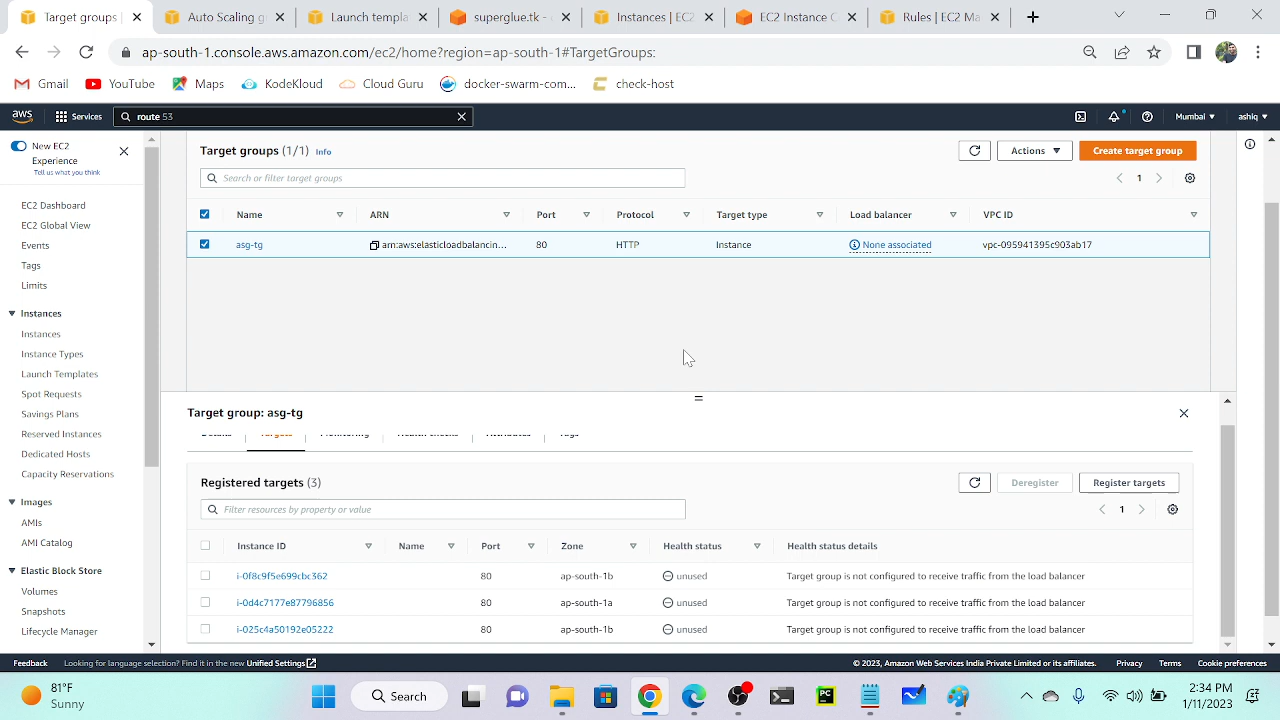 Target groups |
Auto Scaling g
Launch templa
superglue.tk - 
Instances | EC2
EC2 Instance C
Rules | EC2 Ma
ap-south-1.console.aws.amazon.com/ec2/home?region=ap-south-1#TargetGroups:
Gmail
YouTube
Maps
KodeKloud
Cloud Guru
docker-swarm-com...
check-host
aws
Services
route 53
Mumbai
ashiq
New EC2
Experience
Tell us what you think
EC2 Dashboard
EC2 Global View
Events
Tags
Limits
Instances
Instances
Instance Types
Launch Templates
Spot Requests
Savings Plans
Reserved Instances
Dedicated Hosts
Capacity Reservations
Images
AMIs
AMI Catalog
Elastic Block Store
Volumes
Snapshots
Lifecycle Manager
Target groups (1/1) Info
Actions
Create target group
Search or filter target groups
1
Name ARN Port Protocol Target type Load balancer VPC ID
asg-tg arn:aws:elasticloadbalancin... 80 HTTP Instance None associated vpc-095941395c903ab17
Target group: asg-tg
Details Targets Monitoring Health checks Attributes Tags
Registered targets (3)
Deregister
Register targets
Filter resources by property or value
1
Instance ID Name Port Zone Health status Health status details
i-0f8c9f5e699cbc362 80 ap-south-1b unused Target group is not configured to receive traffic from the load balancer
i-0d4c7177e87796856 80 ap-south-1a unused Target group is not configured to receive traffic from the load balancer
i-025c4a50192e05222 80 ap-south-1b unused Target group is not configured to receive traffic from the load balancer
Feedback Looking for language selection? Find it in the new Unified Settings
© 2023, Amazon Web Services India Private Limited or its affiliates. Privacy Terms Cookie preferences
81°F
Sunny
Search
PC
2:34 PM
1/11/2023